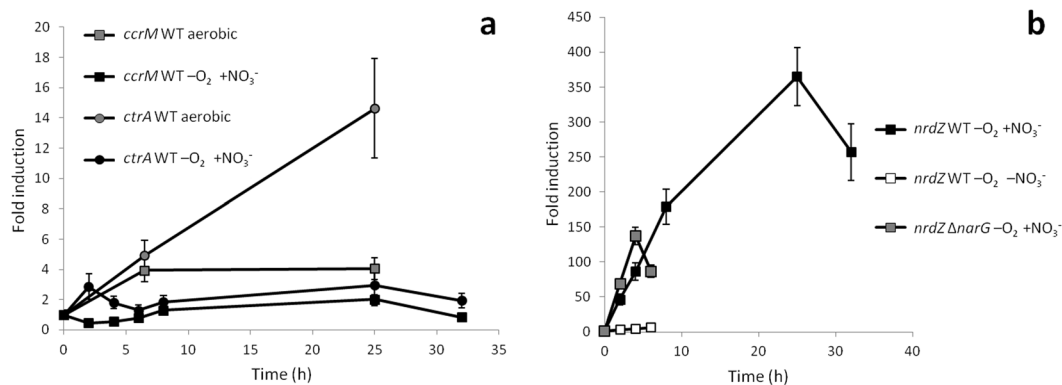 a
20
18
16
14
12
10
8
6
4
2
0
Fold induction
ccrM WT aerobic
ccrM WT –O₂ +NO₃⁻
ctrA WT aerobic
ctrA WT –O₂ +NO₃⁻
0 5 10 15 20 25 30 35
Time (h)
b
450
400
350
300
250
200
150
100
50
0
Fold induction
nrdZ WT –O₂ +NO₃⁻
nrdZ WT –O₂ –NO₃⁻
nrdZ ΔnarG –O₂ +NO₃⁻
0 10 20 30 40
Time (h)